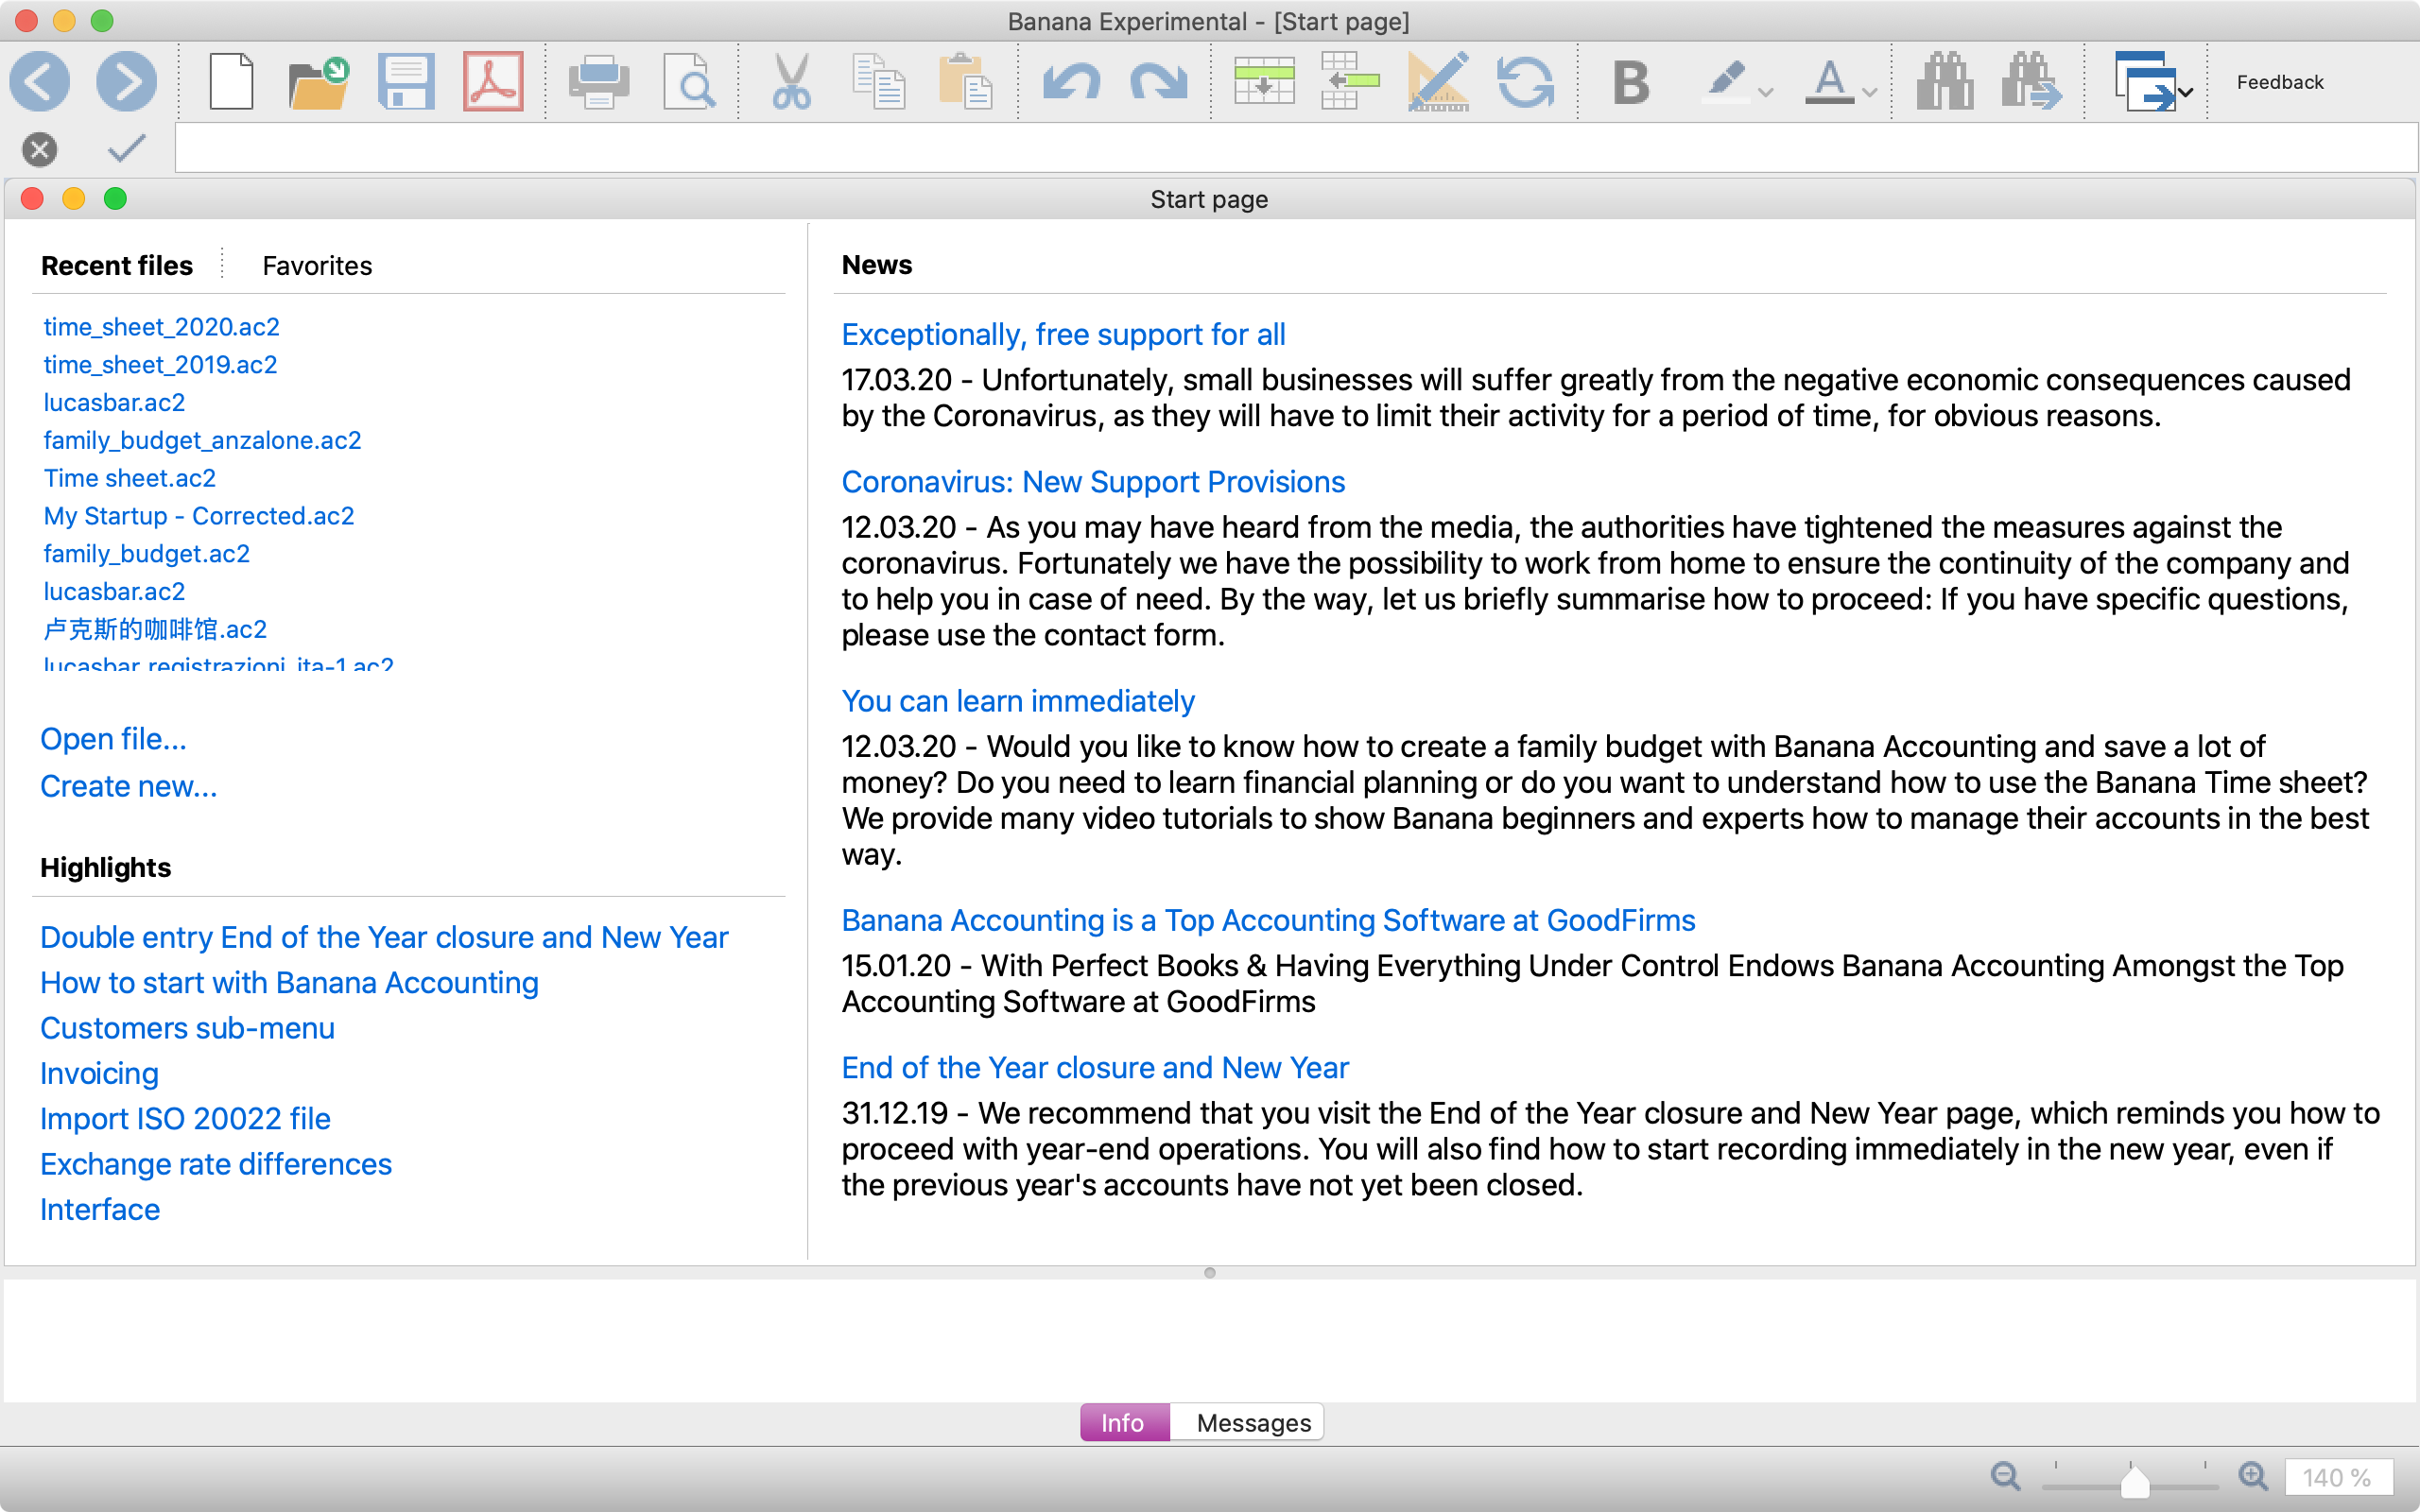 Banana Experimental - [Start page]
B
A
Feedback
Start page
Recent files
Favorites
time_sheet_2020.ac2
time_sheet_2019.ac2
lucasbar.ac2
family_budget_anzalone.ac2
Time sheet.ac2
My Startup - Corrected.ac2
family_budget.ac2
lucasbar.ac2
卢克斯的咖啡馆.ac2
lucasbar_registrazioni_ita-1.ac2
Open file...
Create new...
Highlights
Double entry End of the Year closure and New Year
How to start with Banana Accounting
Customers sub-menu
Invoicing
Import ISO 20022 file
Exchange rate differences
Interface
News
Exceptionally, free support for all
17.03.20 - Unfortunately, small businesses will suffer greatly from the negative economic consequences caused
by the Coronavirus, as they will have to limit their activity for a period of time, for obvious reasons.
Coronavirus: New Support Provisions
12.03.20 - As you may have heard from the media, the authorities have tightened the measures against the
coronavirus. Fortunately we have the possibility to work from home to ensure the continuity of the company and
to help you in case of need. By the way, let us briefly summarise how to proceed: If you have specific questions,
please use the contact form.
You can learn immediately
12.03.20 - Would you like to know how to create a family budget with Banana Accounting and save a lot of
money? Do you need to learn financial planning or do you want to understand how to use the Banana Time sheet?
We provide many video tutorials to show Banana beginners and experts how to manage their accounts in the best
way.
Banana Accounting is a Top Accounting Software at GoodFirms
15.01.20 - With Perfect Books & Having Everything Under Control Endows Banana Accounting Amongst the Top
Accounting Software at GoodFirms
End of the Year closure and New Year
31.12.19 - We recommend that you visit the End of the Year closure and New Year page, which reminds you how to
proceed with year-end operations. You will also find how to start recording immediately in the new year, even if
the previous year's accounts have not yet been closed.
Info
Messages
140 %